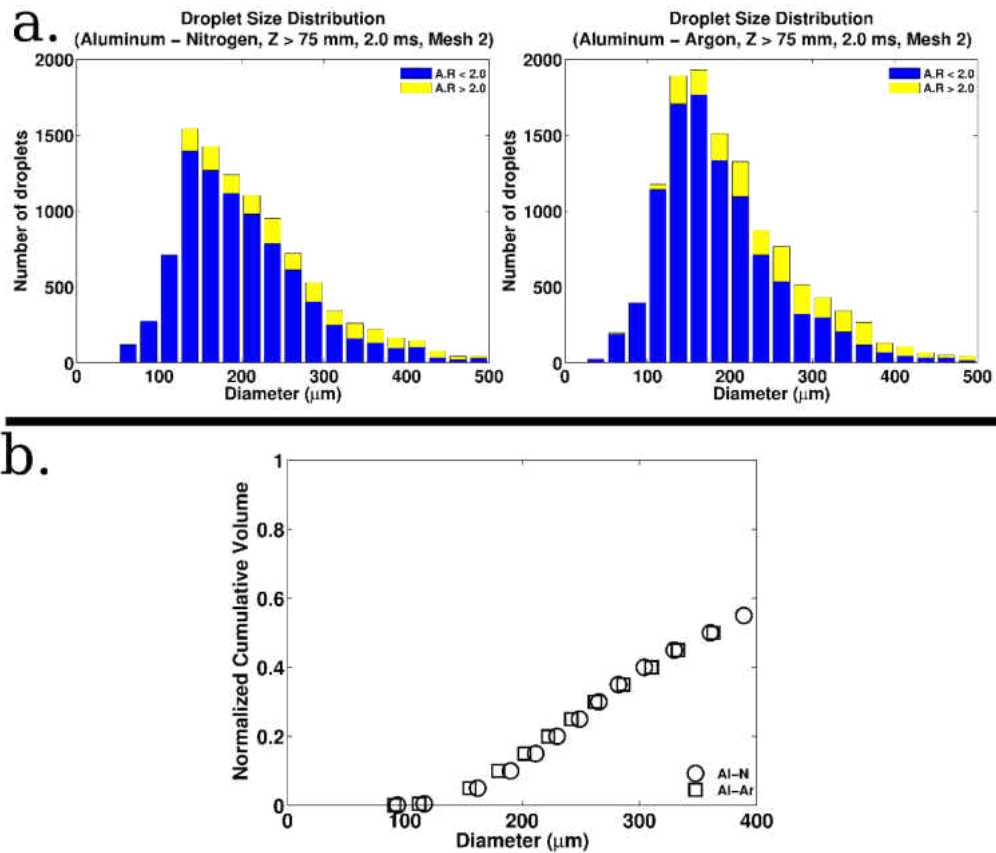 a.
Droplet Size Distribution
(Aluminum – Nitrogen, Z > 75 mm, 2.0 ms, Mesh 2)
2000
1500
1000
500
0
Number of droplets
A.R < 2.0
A.R > 2.0
0 100 200 300 400 500
Diameter (μm)
Droplet Size Distribution
(Aluminum – Argon, Z > 75 mm, 2.0 ms, Mesh 2)
2000
1500
1000
500
0
Number of droplets
A.R < 2.0
A.R > 2.0
0 100 200 300 400 500
Diameter (μm)
b.
1
0.8
0.6
0.4
0.2
0
Normalized Cumulative Volume
Al–N
Al–Ar
0 100 200 300 400
Diameter (μm)